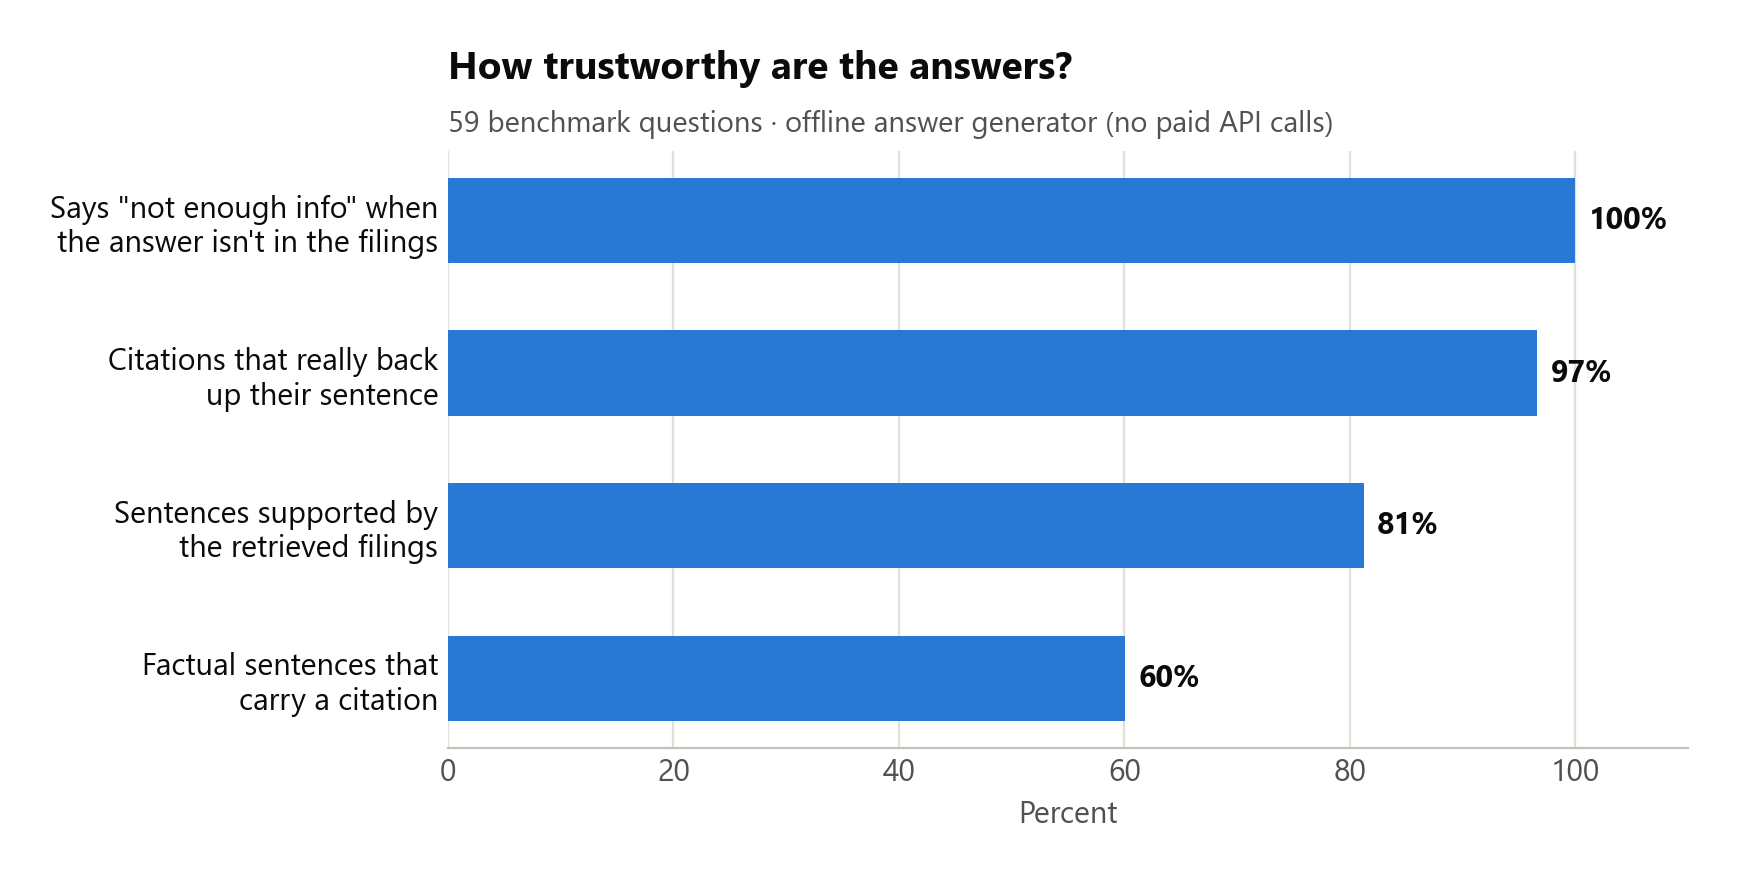 How trustworthy are the answers?
59 benchmark questions · offline answer generator (no paid API calls)
Says "not enough info" when
the answer isn't in the filings
100%
Citations that really back
up their sentence
97%
Sentences supported by
the retrieved filings
81%
Factual sentences that
carry a citation
60%
0 20 40 60 80 100
Percent